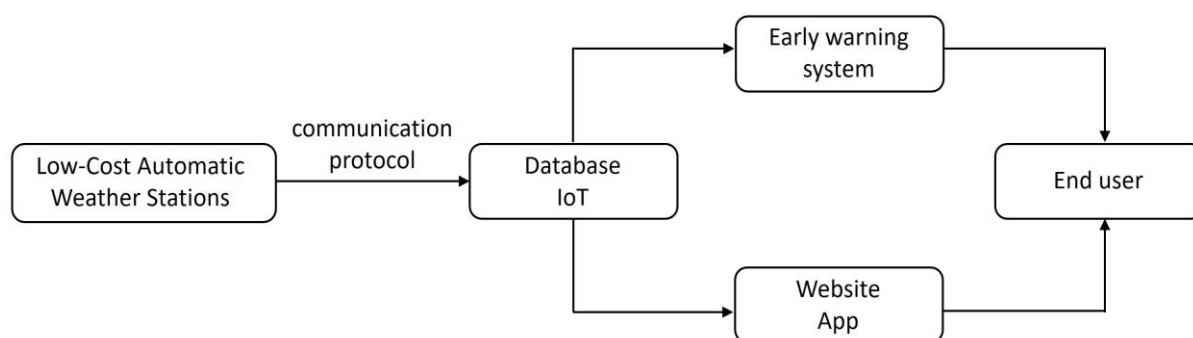 Low-Cost Automatic
Weather Stations
communication
protocol
Database
IoT
Early warning
system
Website
App
End user